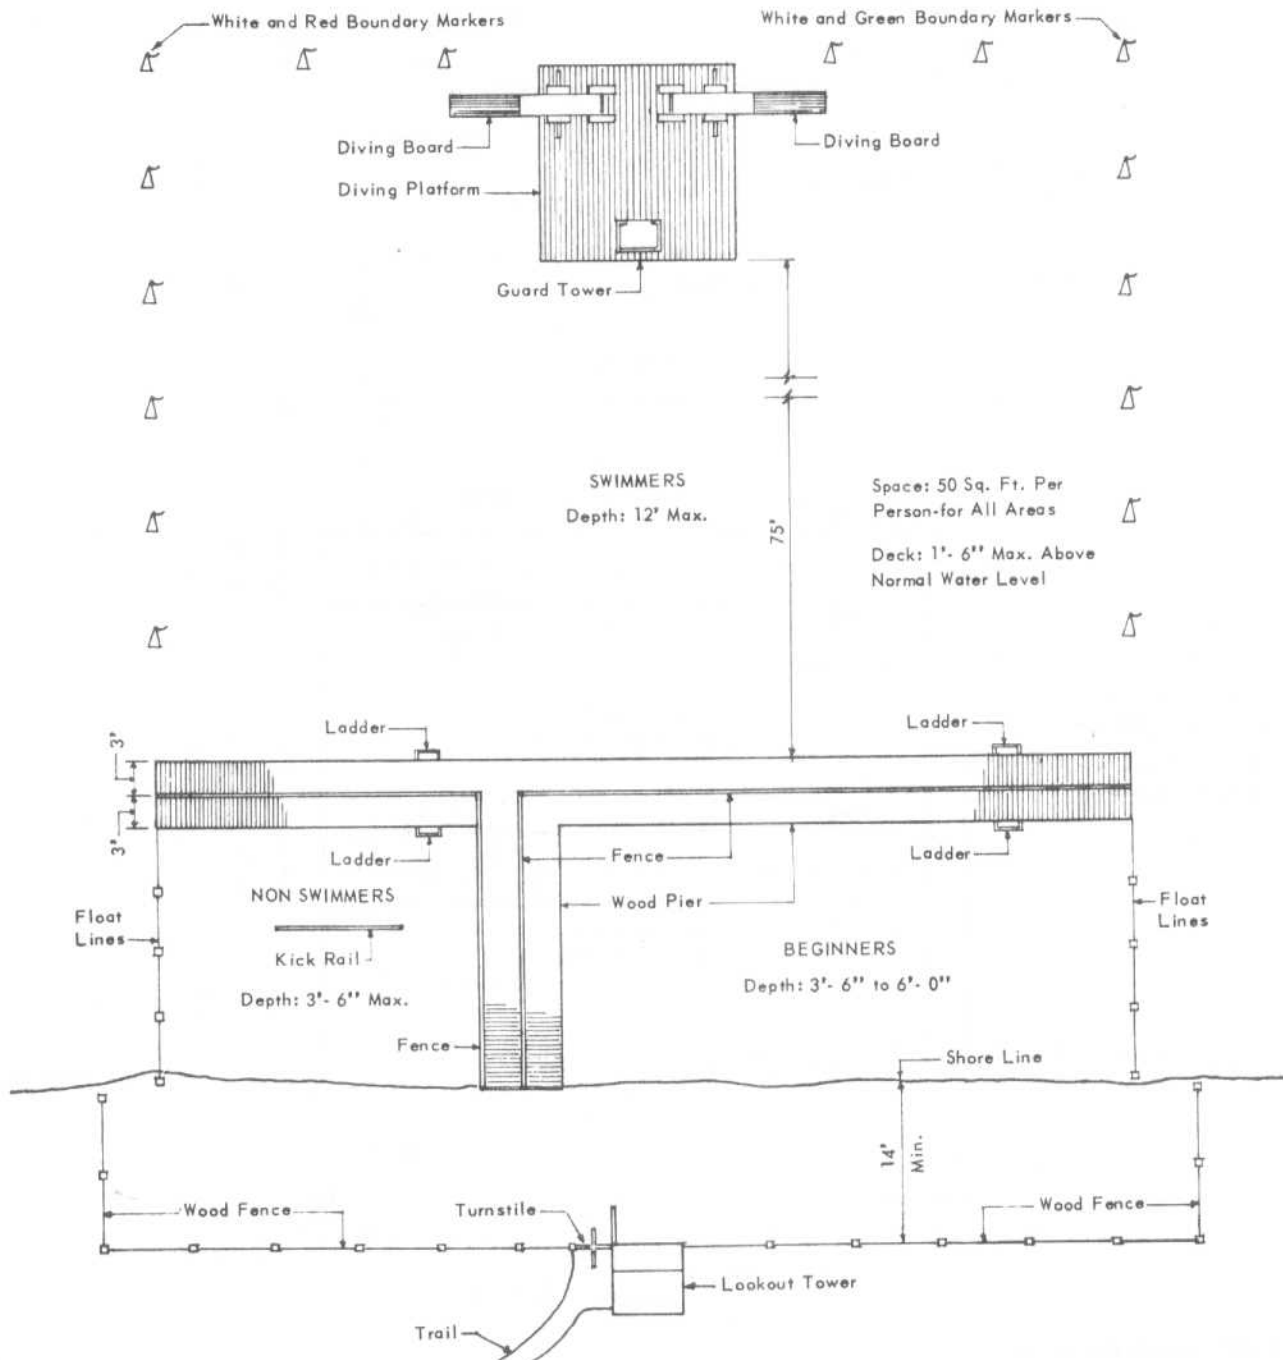 White and Red Boundary Markers
White and Green Boundary Markers
Diving Board
Diving Board
Diving Platform
Guard Tower
SWIMMERS
Depth: 12' Max.
75'
Space: 50 Sq. Ft. Per
Person-for All Areas
Deck: 1'- 6" Max. Above
Normal Water Level
Ladder
Ladder
3'
3'
Ladder
Fence
Ladder
NON SWIMMERS
Wood Pier
Float
Lines
Float
Lines
Kick Rail
BEGINNERS
Depth: 3'- 6" Max.
Depth: 3'- 6" to 6'- 0"
Fence
Shore Line
14'
Min.
Wood Fence
Turnstile
Wood Fence
Lookout Tower
Trail